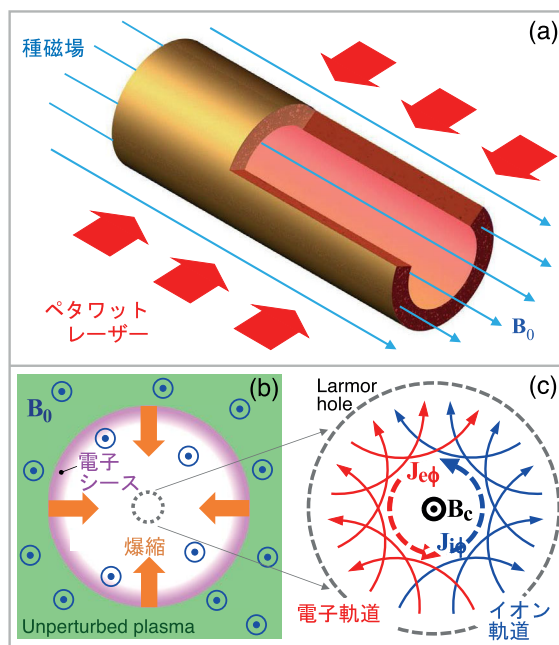 (a)
種磁場
ペタワット
レーザー
B₀
(b)
B₀
電子
シース
爆縮
Unperturbed plasma
(c)
Larmor
hole
Jeϕ
Bc
Jiϕ
電子軌道
イオン
軌道